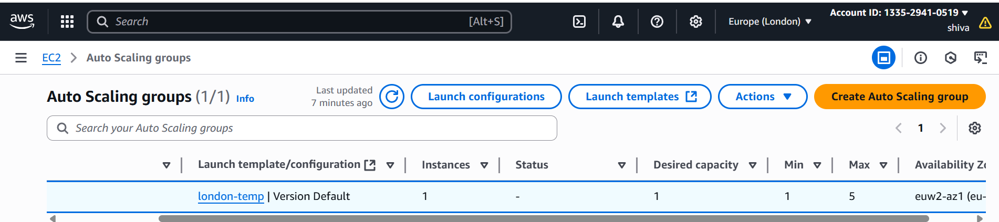 aws
Search [Alt+S]
Europe (London)
Account ID: 1335-2941-0519
shiva
EC2 Auto Scaling groups
Auto Scaling groups (1/1) Info
Last updated
7 minutes ago
Launch configurations
Launch templates
Actions
Create Auto Scaling group
Search your Auto Scaling groups
1
Launch template/configuration Instances Status Desired capacity Min Max Availability Zo
london-temp | Version Default 1 - 1 1 5 euw2-az1 (eu-